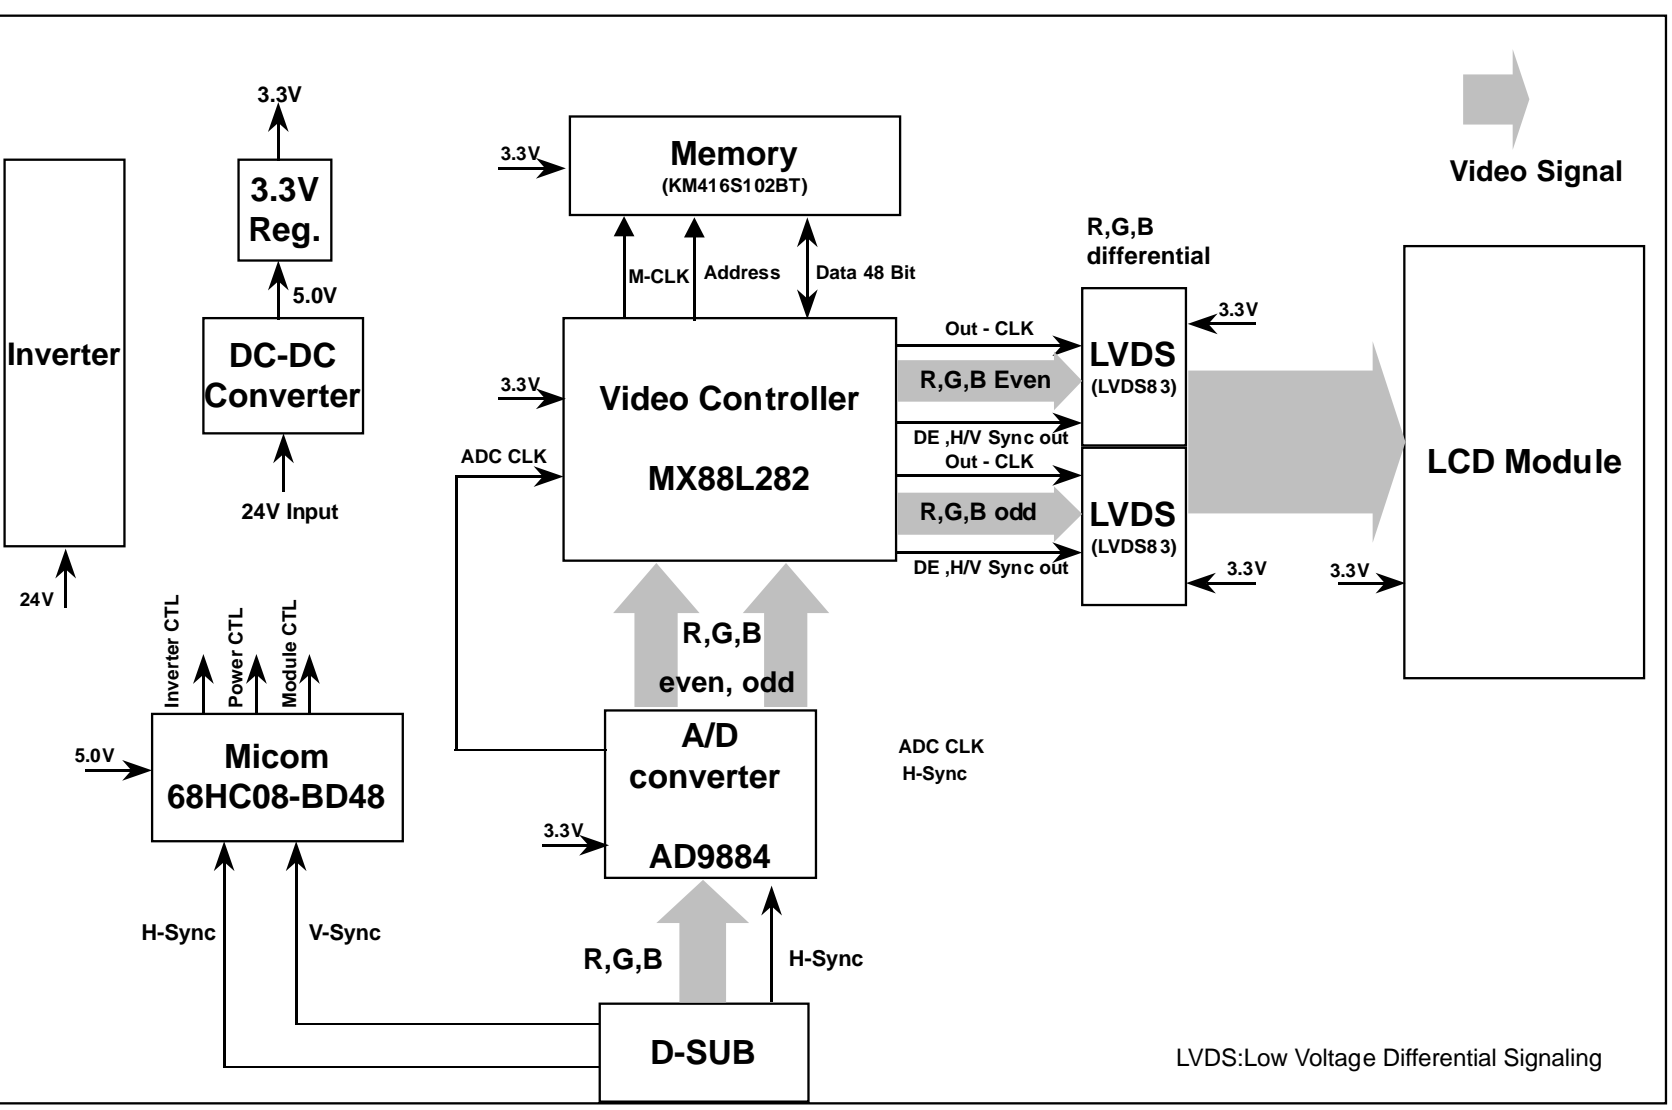 3.3V
3.3V
Reg.
5.0V
DC-DC
Converter
24V Input
Inverter
24V
Memory
(KM416S102BT)
3.3V
M-CLK
Address
Data 48 Bit
Video Signal
R,G,B
differential
Video Controller
MX88L282
3.3V
ADC CLK
Out - CLK
R,G,B Even
DE ,H/V Sync out
Out - CLK
R,G,B odd
DE ,H/V Sync out
LVDS
(LVDS83)
3.3V
LVDS
(LVDS83)
3.3V
LCD Module
3.3V
R,G,B
even, odd
Inverter CTL
Power CTL
Module CTL
5.0V
Micom
68HC08-BD48
A/D
converter
AD9884
3.3V
ADC CLK
H-Sync
H-Sync
V-Sync
R,G,B
H-Sync
D-SUB
LVDS:Low Voltage Differential Signaling